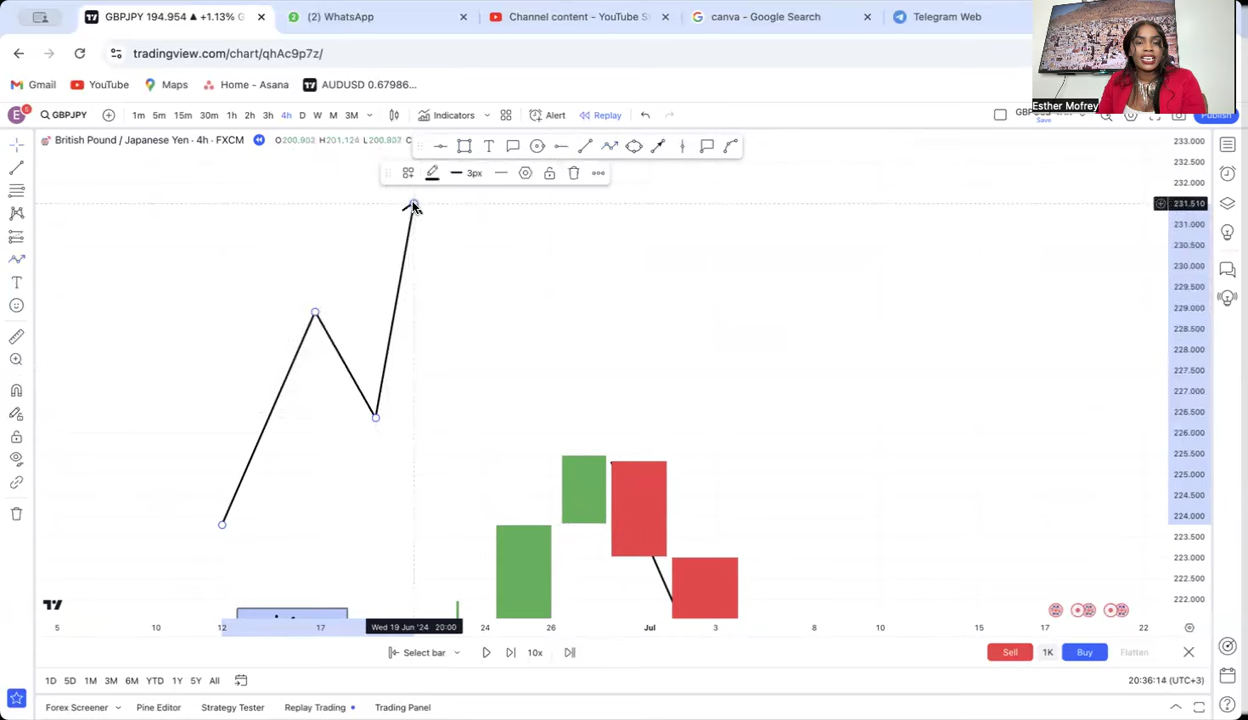 GBPJPY 194.954 ▲ +1.13% G
(2) WhatsApp
Channel content - YouTube S
canva - Google Search
Telegram Web
tradingview.com/chart/qhAc9p7z/
Gmail
YouTube
Maps
Home - Asana
AUDUSD 0.67986...
Esther Mofrey
E
GBPJPY
1m 5m 15m 30m 1h 2h 3h 4h D W M 3M
Indicators
Alert
Replay
Save
Publish
British Pound / Japanese Yen · 4h · FXCM
O200.902 H201.124
3px
233.000
232.500
232.000
231.510
231.000
230.500
230.000
229.500
229.000
228.500
228.000
227.500
227.000
226.500
226.000
225.500
225.000
224.500
224.000
223.500
223.000
222.500
222.000
5 10 12 17 Wed 19 Jun '24 20:00 24 26 Jul 3 8 10 15 17 22
Select bar
10x
Sell
1K
Buy
Flatten
1D 5D 1M 3M 6M YTD 1Y 5Y All
20:36:14 (UTC+3)
Forex Screener
Pine Editor
Strategy Tester
Replay Trading
Trading Panel